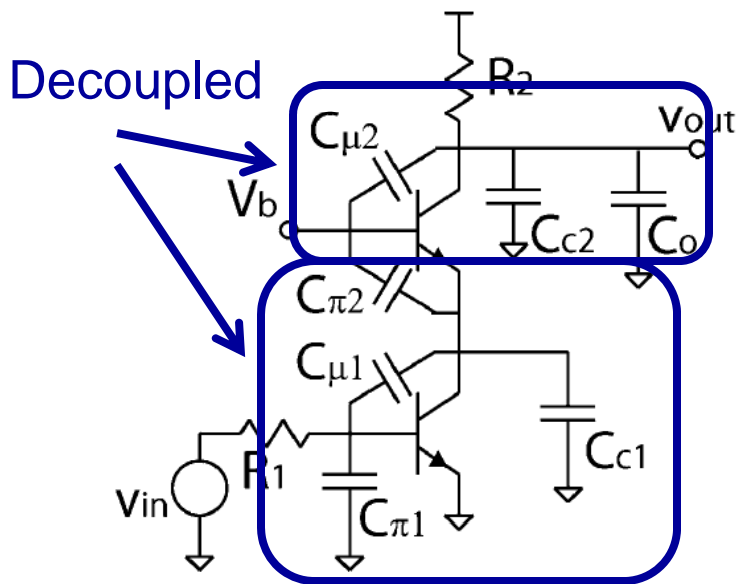 Decoupled
R2
Cμ2
vout
Vb
Cc2
Co
Cπ2
Cμ1
R1
Cc1
vin
Cπ1